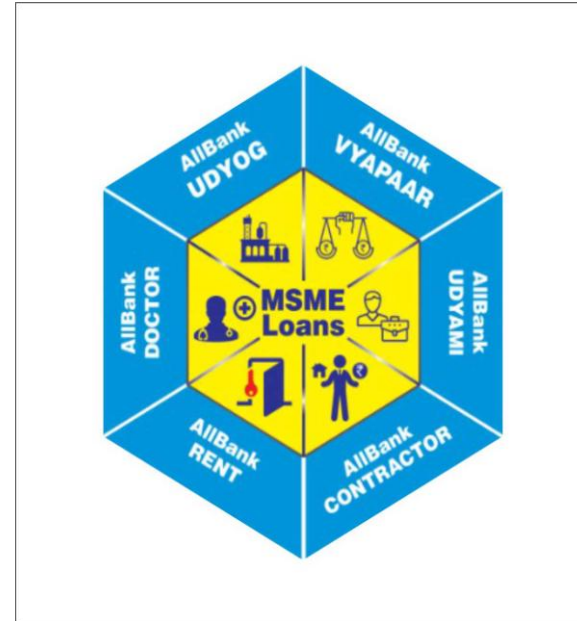 AllBank
UDYOG
AllBank
VYAPAAR
AllBank
DOCTOR
MSME
Loans
AllBank
UDYAMI
AllBank
RENT
AllBank
CONTRACTOR
₹
₹
₹